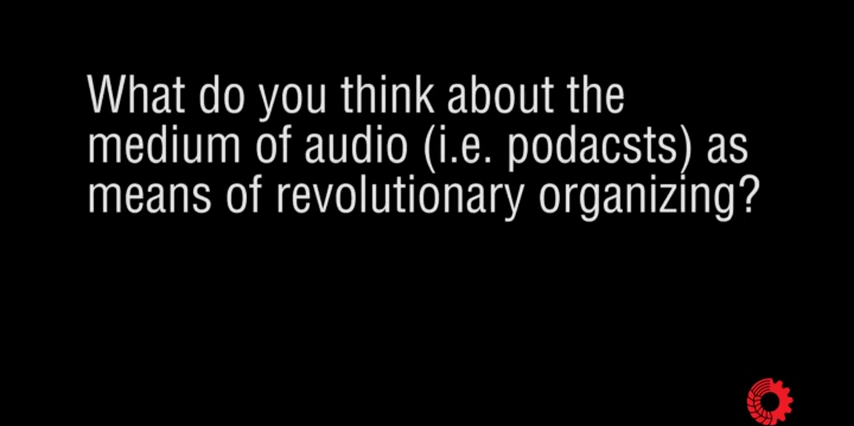 What do you think about the
medium of audio (i.e. podacsts) as
means of revolutionary organizing?